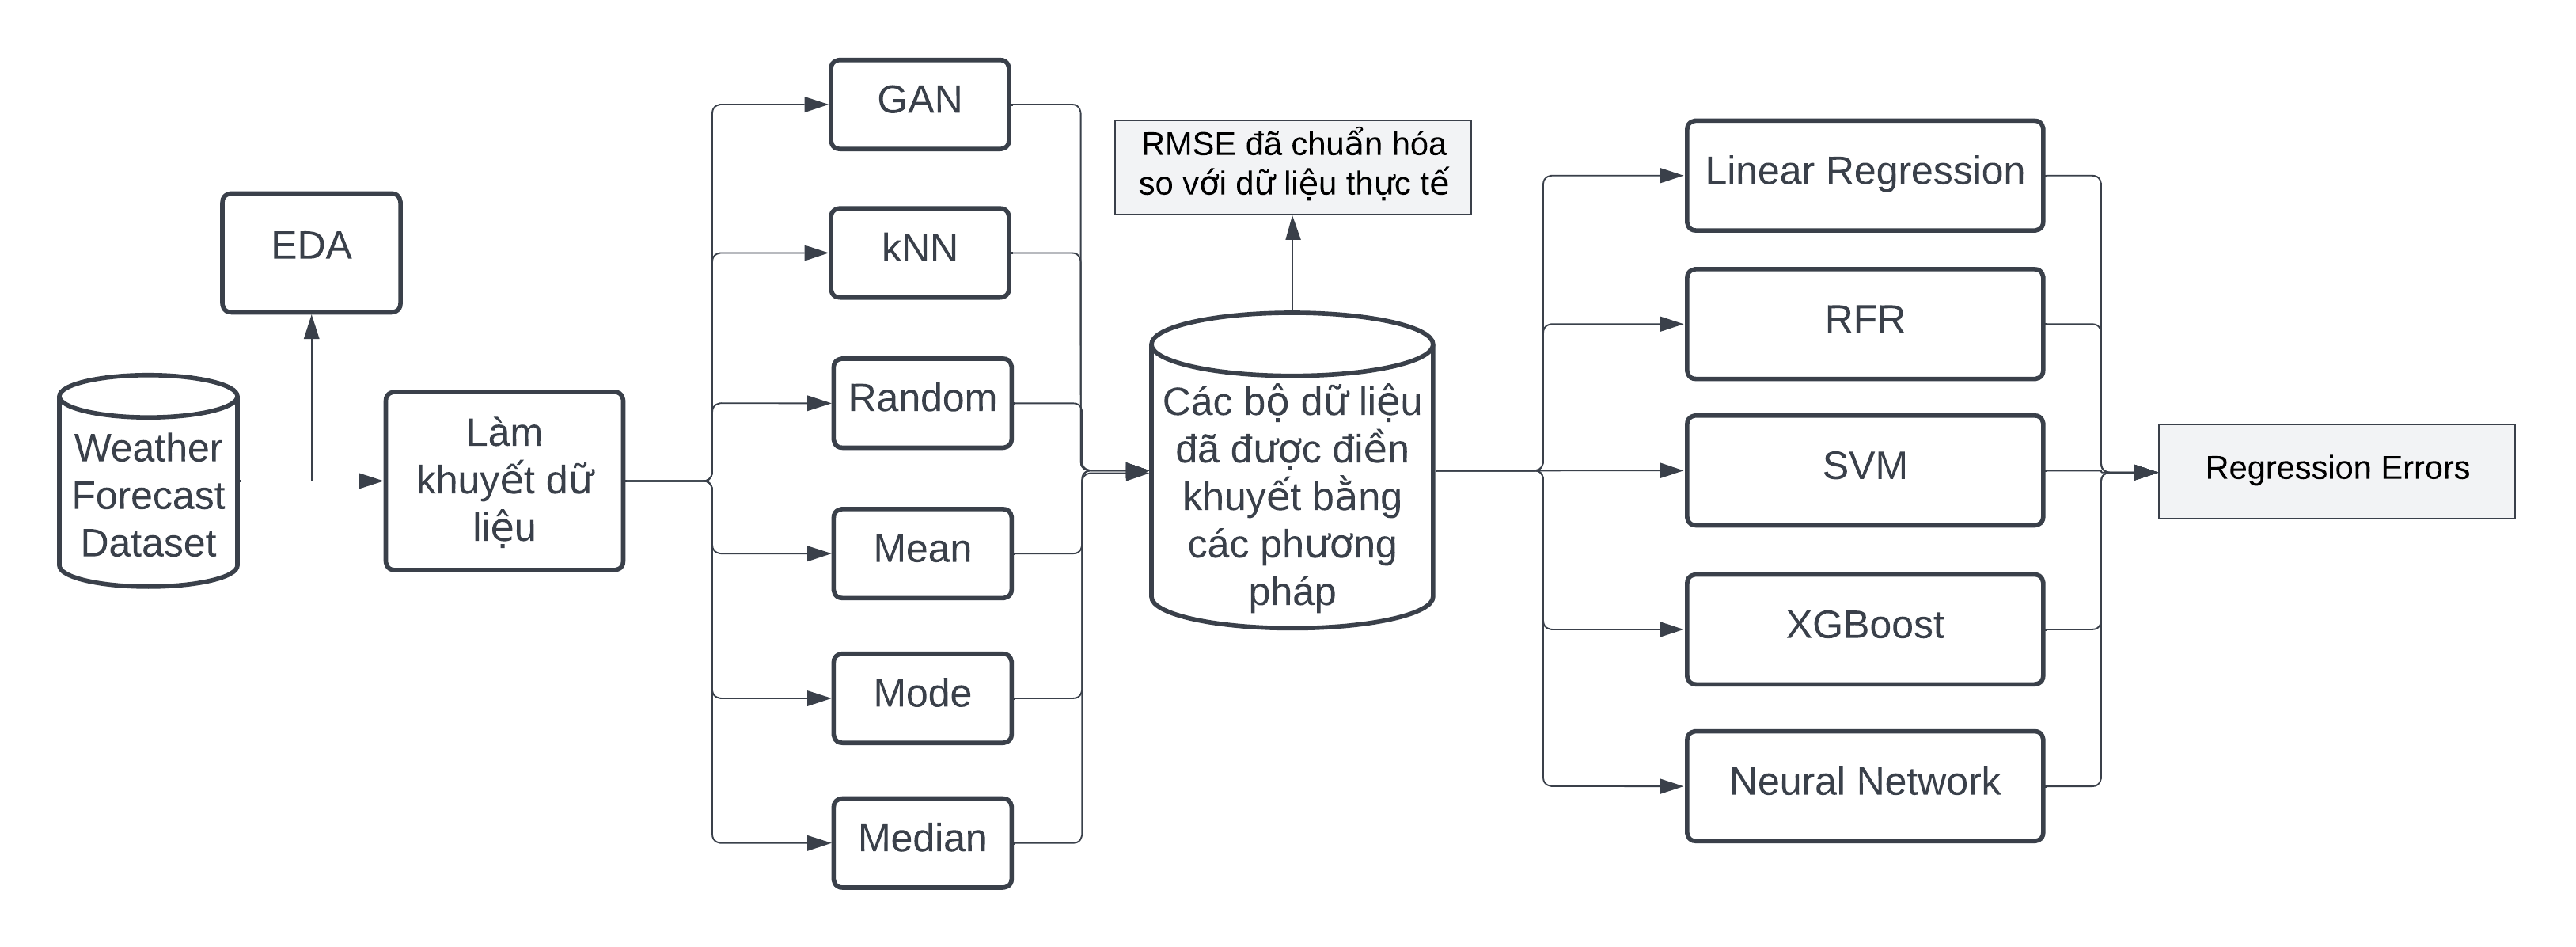 EDA
Weather
Forecast
Dataset
Làm
khuyết dữ
liệu
GAN
kNN
Random
Mean
Mode
Median
RMSE đã chuẩn hóa
so với dữ liệu thực tế
Các bộ dữ liệu
đã được điền
khuyết bằng
các phương
pháp
Linear Regression
RFR
SVM
XGBoost
Neural Network
Regression Errors